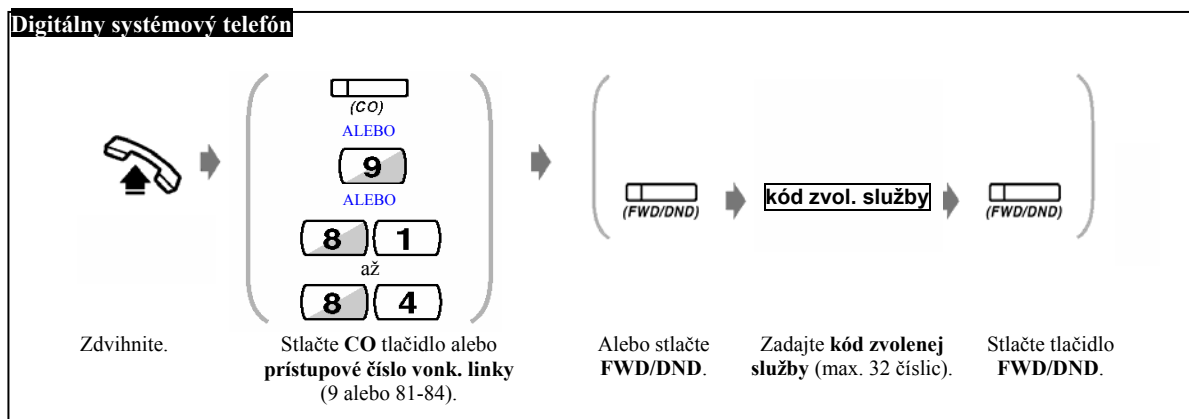 Digitálny systémový telefón
(CO)
ALEBO
9
ALEBO
8 1
až
8 4
(FWD/DND)
kód zvol. služby
(FWD/DND)
Zdvihnite.
Stlačte CO tlačidlo alebo
prístupové číslo vonk. linky
(9 alebo 81-84).
Alebo stlačte
FWD/DND.
Zadajte kód zvolenej
služby (max. 32 číslic).
Stlačte tlačidlo
FWD/DND.